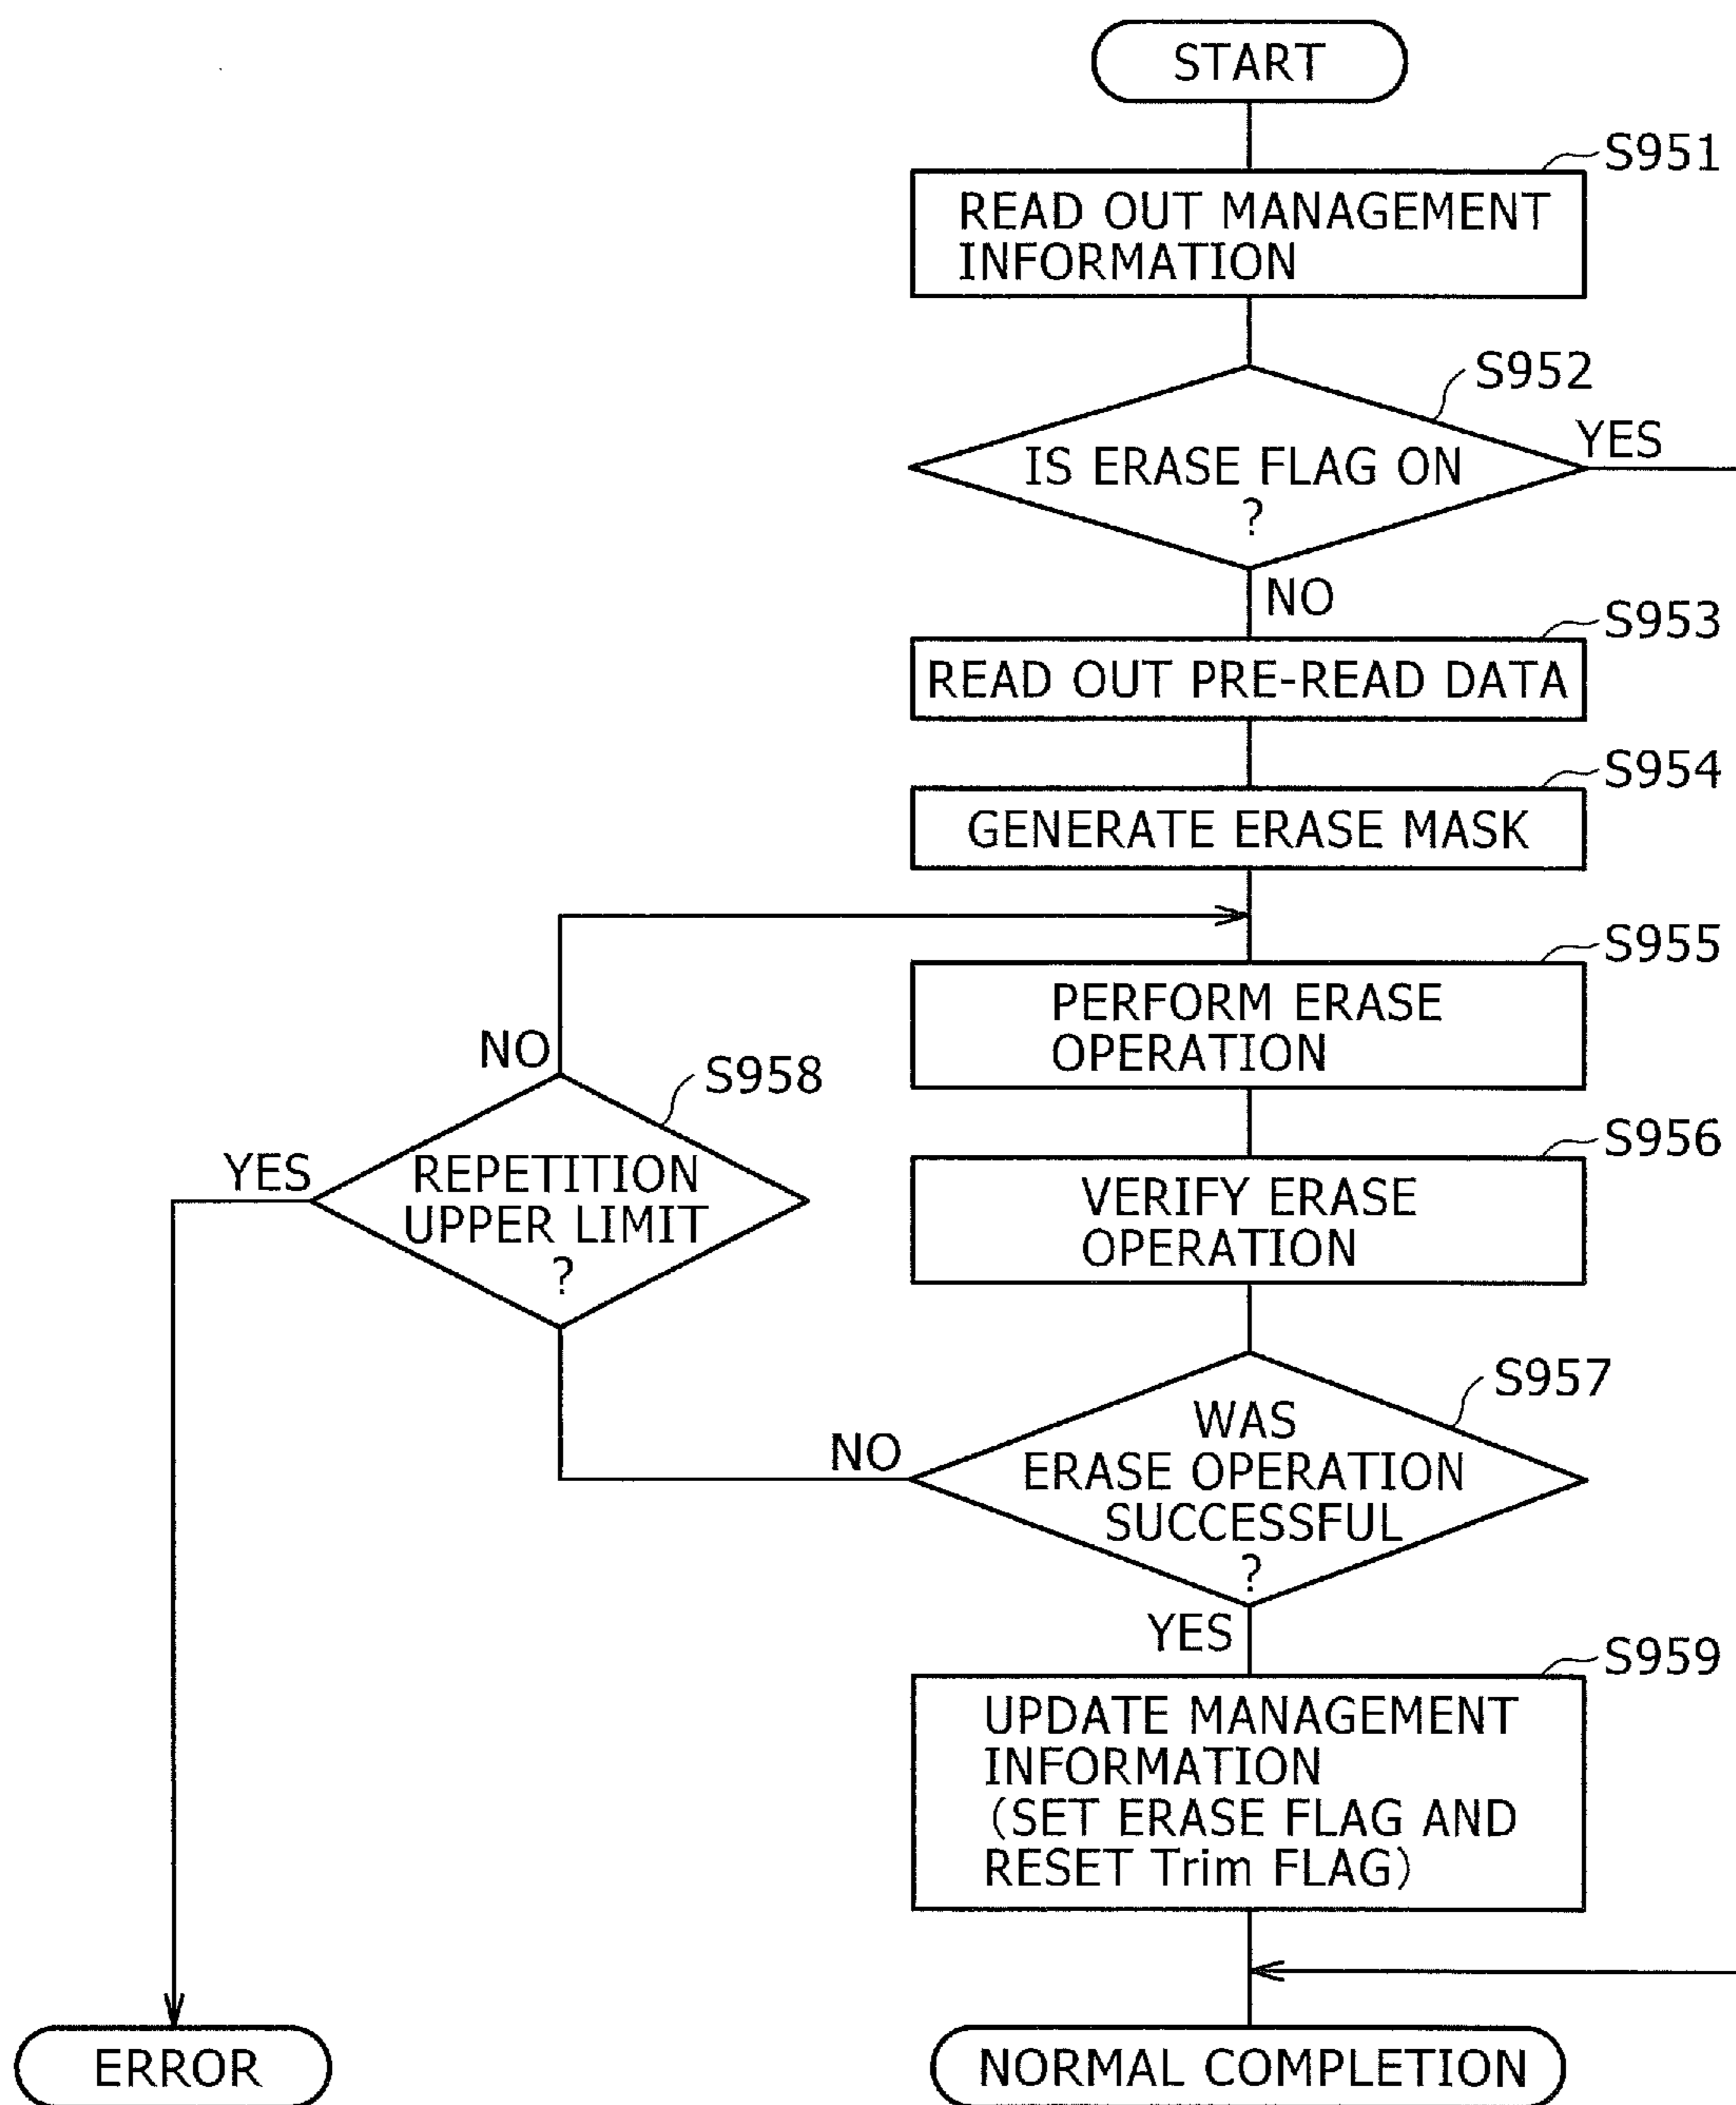 START
S951
READ OUT MANAGEMENT
INFORMATION
S952
IS ERASE FLAG ON
?
YES
NO
S953
READ OUT PRE-READ DATA
S954
GENERATE ERASE MASK
S955
PERFORM ERASE
OPERATION
NO
S958
YES
REPETITION
UPPER LIMIT
?
S956
VERIFY ERASE
OPERATION
S957
WAS
ERASE OPERATION
SUCCESSFUL
?
NO
YES
S959
UPDATE MANAGEMENT
INFORMATION
(SET ERASE FLAG AND
RESET Trim FLAG)
ERROR
NORMAL COMPLETION